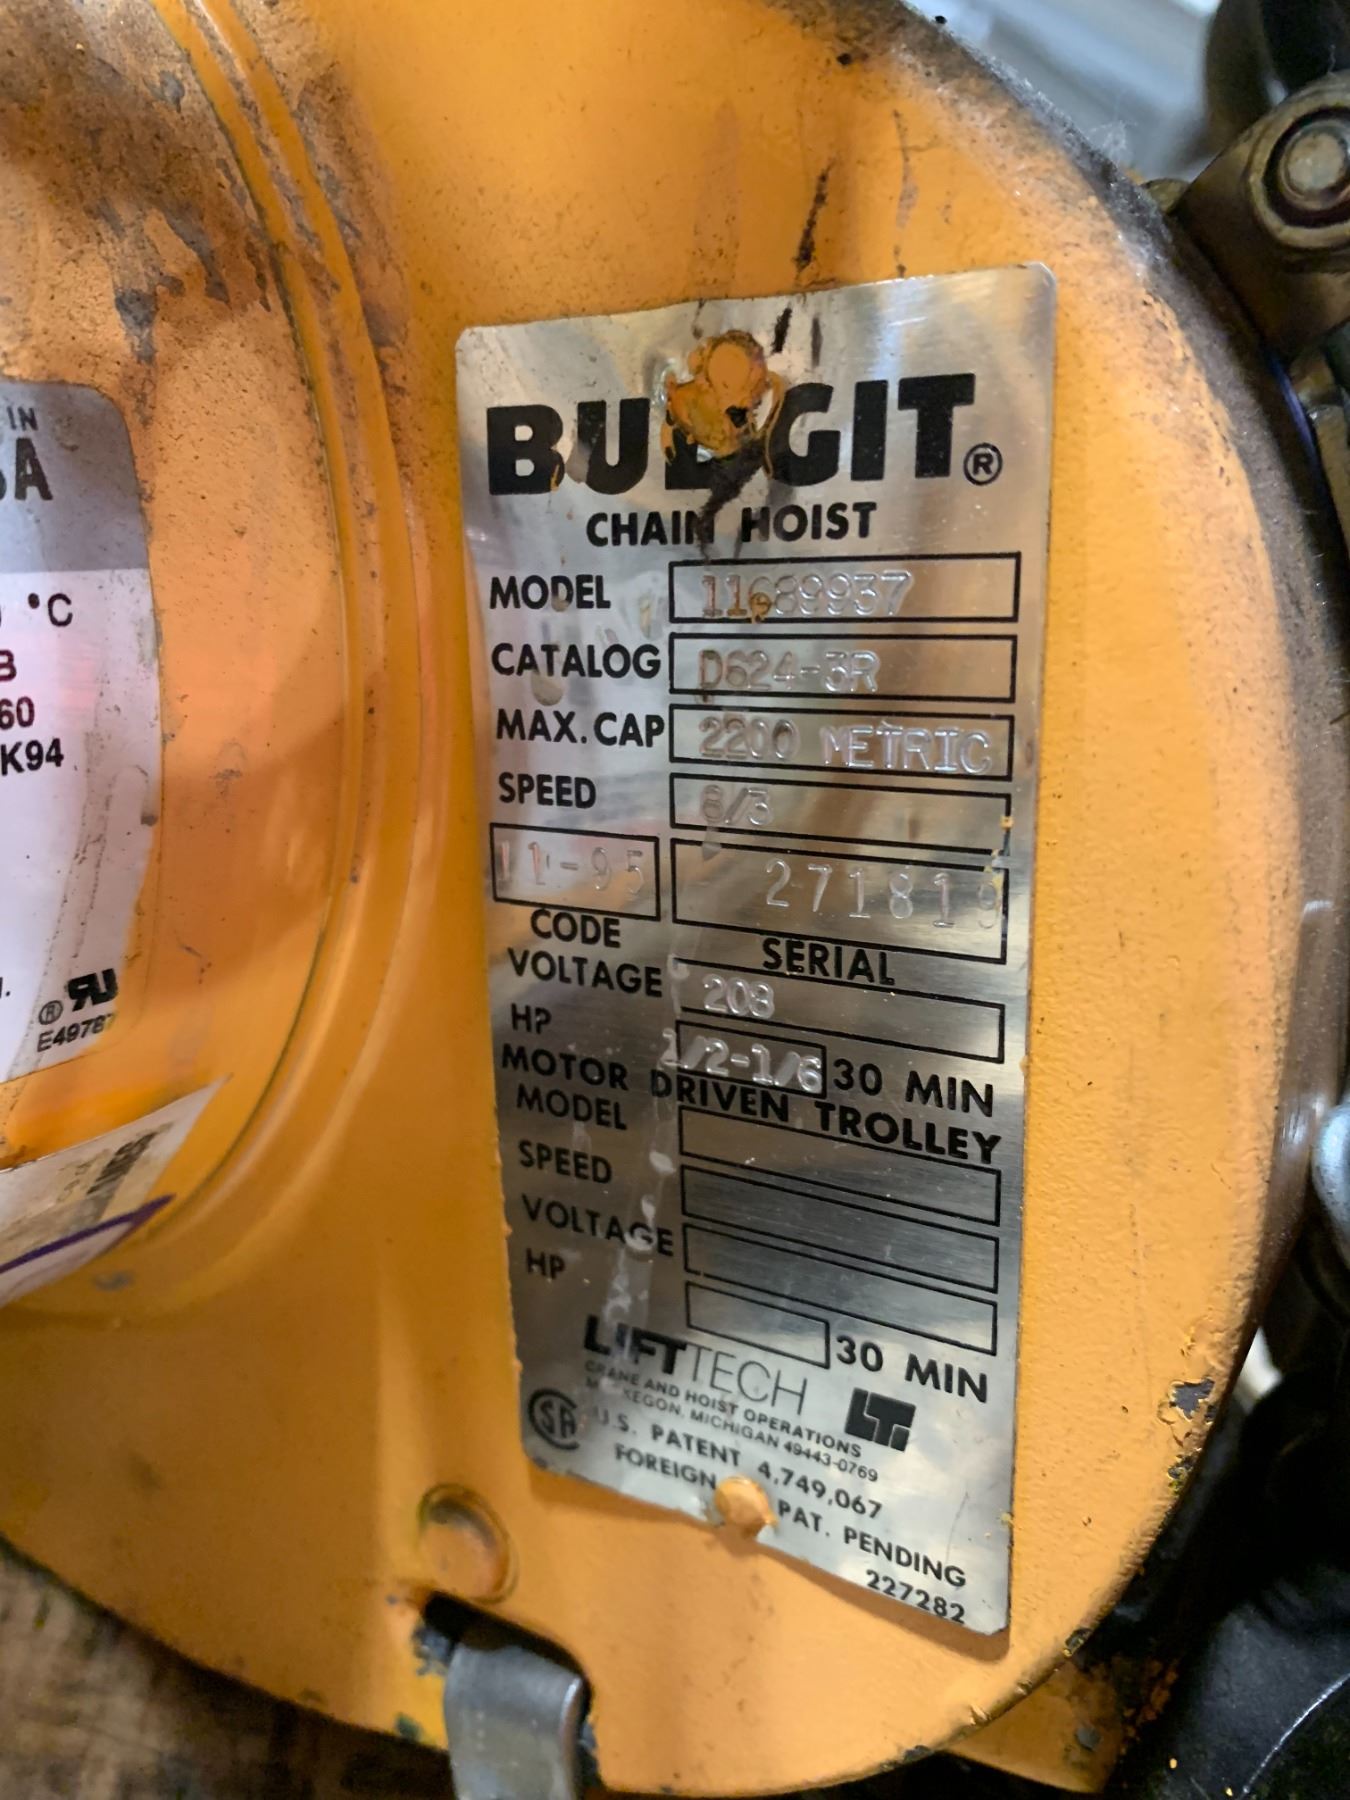 IN
°C
B
60
K94
®
E49787
BUDGIT®
CHAIN HOIST
MODEL 11689937
CATALOG D624-3R
MAX. CAP 2200 METRIC
SPEED 8/3
11-95 271819
CODE SERIAL
VOLTAGE 208
HP 1/2-1/6 30 MIN
MOTOR DRIVEN TROLLEY
MODEL
SPEED
VOLTAGE
HP 30 MIN
LIFTTECH
CRANE AND HOIST OPERATIONS
MUSKEGON, MICHIGAN 49443-0769
U.S. PATENT 4,749,067
FOREIGN PAT. PENDING
227282